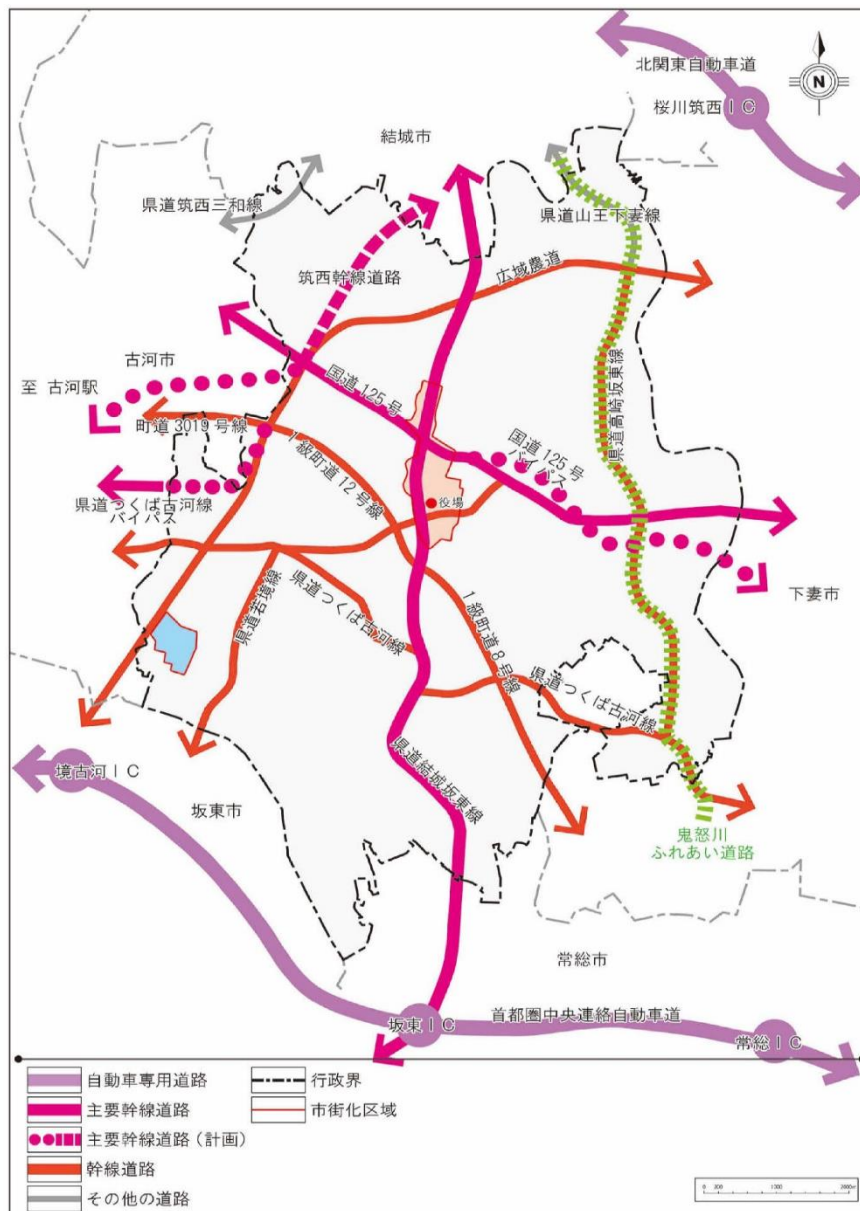 北関東自動車道
桜川筑西IC
N
結城市
県道筑西三和線
県道山王下妻線
筑西幹線道路
広域農道
古河市
至 古河駅
国道125号
県道高崎坂東線
町道3019号線
1級町道12号線
国道125号
バイパス
県道つくば古河線
バイパス
役場
下妻市
県道若境線
県道つくば古河線
1級町道8号線
県道つくば古河線
境古河IC
県道結城坂東線
坂東市
鬼怒川
ふれあい道路
常総市
坂東IC
首都圏中央連絡自動車道
常総IC
自動車専用道路
行政界
主要幹線道路
市街化区域
主要幹線道路(計画)
幹線道路
その他の道路